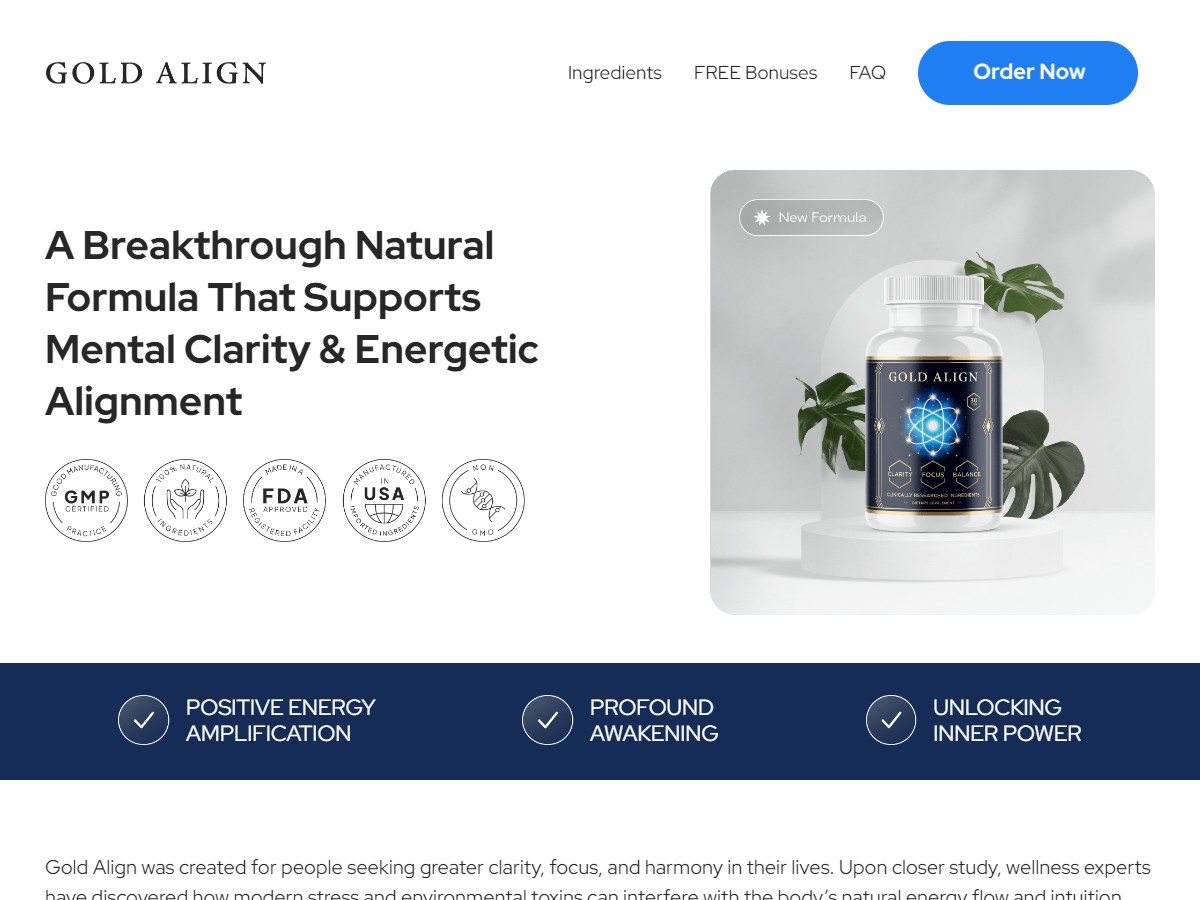 GOLD ALIGN
Ingredients
FREE Bonuses
FAQ
Order Now
New Formula
A Breakthrough Natural
Formula That Supports
Mental Clarity & Energetic
Alignment
GOOD MANUFACTURING
GMP
CERTIFIED
PRACTICE
100% NATURAL
INGREDIENTS
MADE IN A
FDA
APPROVED
REGISTERED FACILITY
MANUFACTURED
IN
USA
IMPORTED INGREDIENTS
NON
GMO
GOLD ALIGN
30
CLARITY
FOCUS
BALANCE
CLINICALLY RESEARCHED INGREDIENTS
DIETARY SUPPLEMENT
POSITIVE ENERGY
AMPLIFICATION
PROFOUND
AWAKENING
UNLOCKING
INNER POWER
Gold Align was created for people seeking greater clarity, focus, and harmony in their lives. Upon closer study, wellness experts
have discovered how modern stress and environmental toxins can interfere with the body's natural energy flow and intuition.